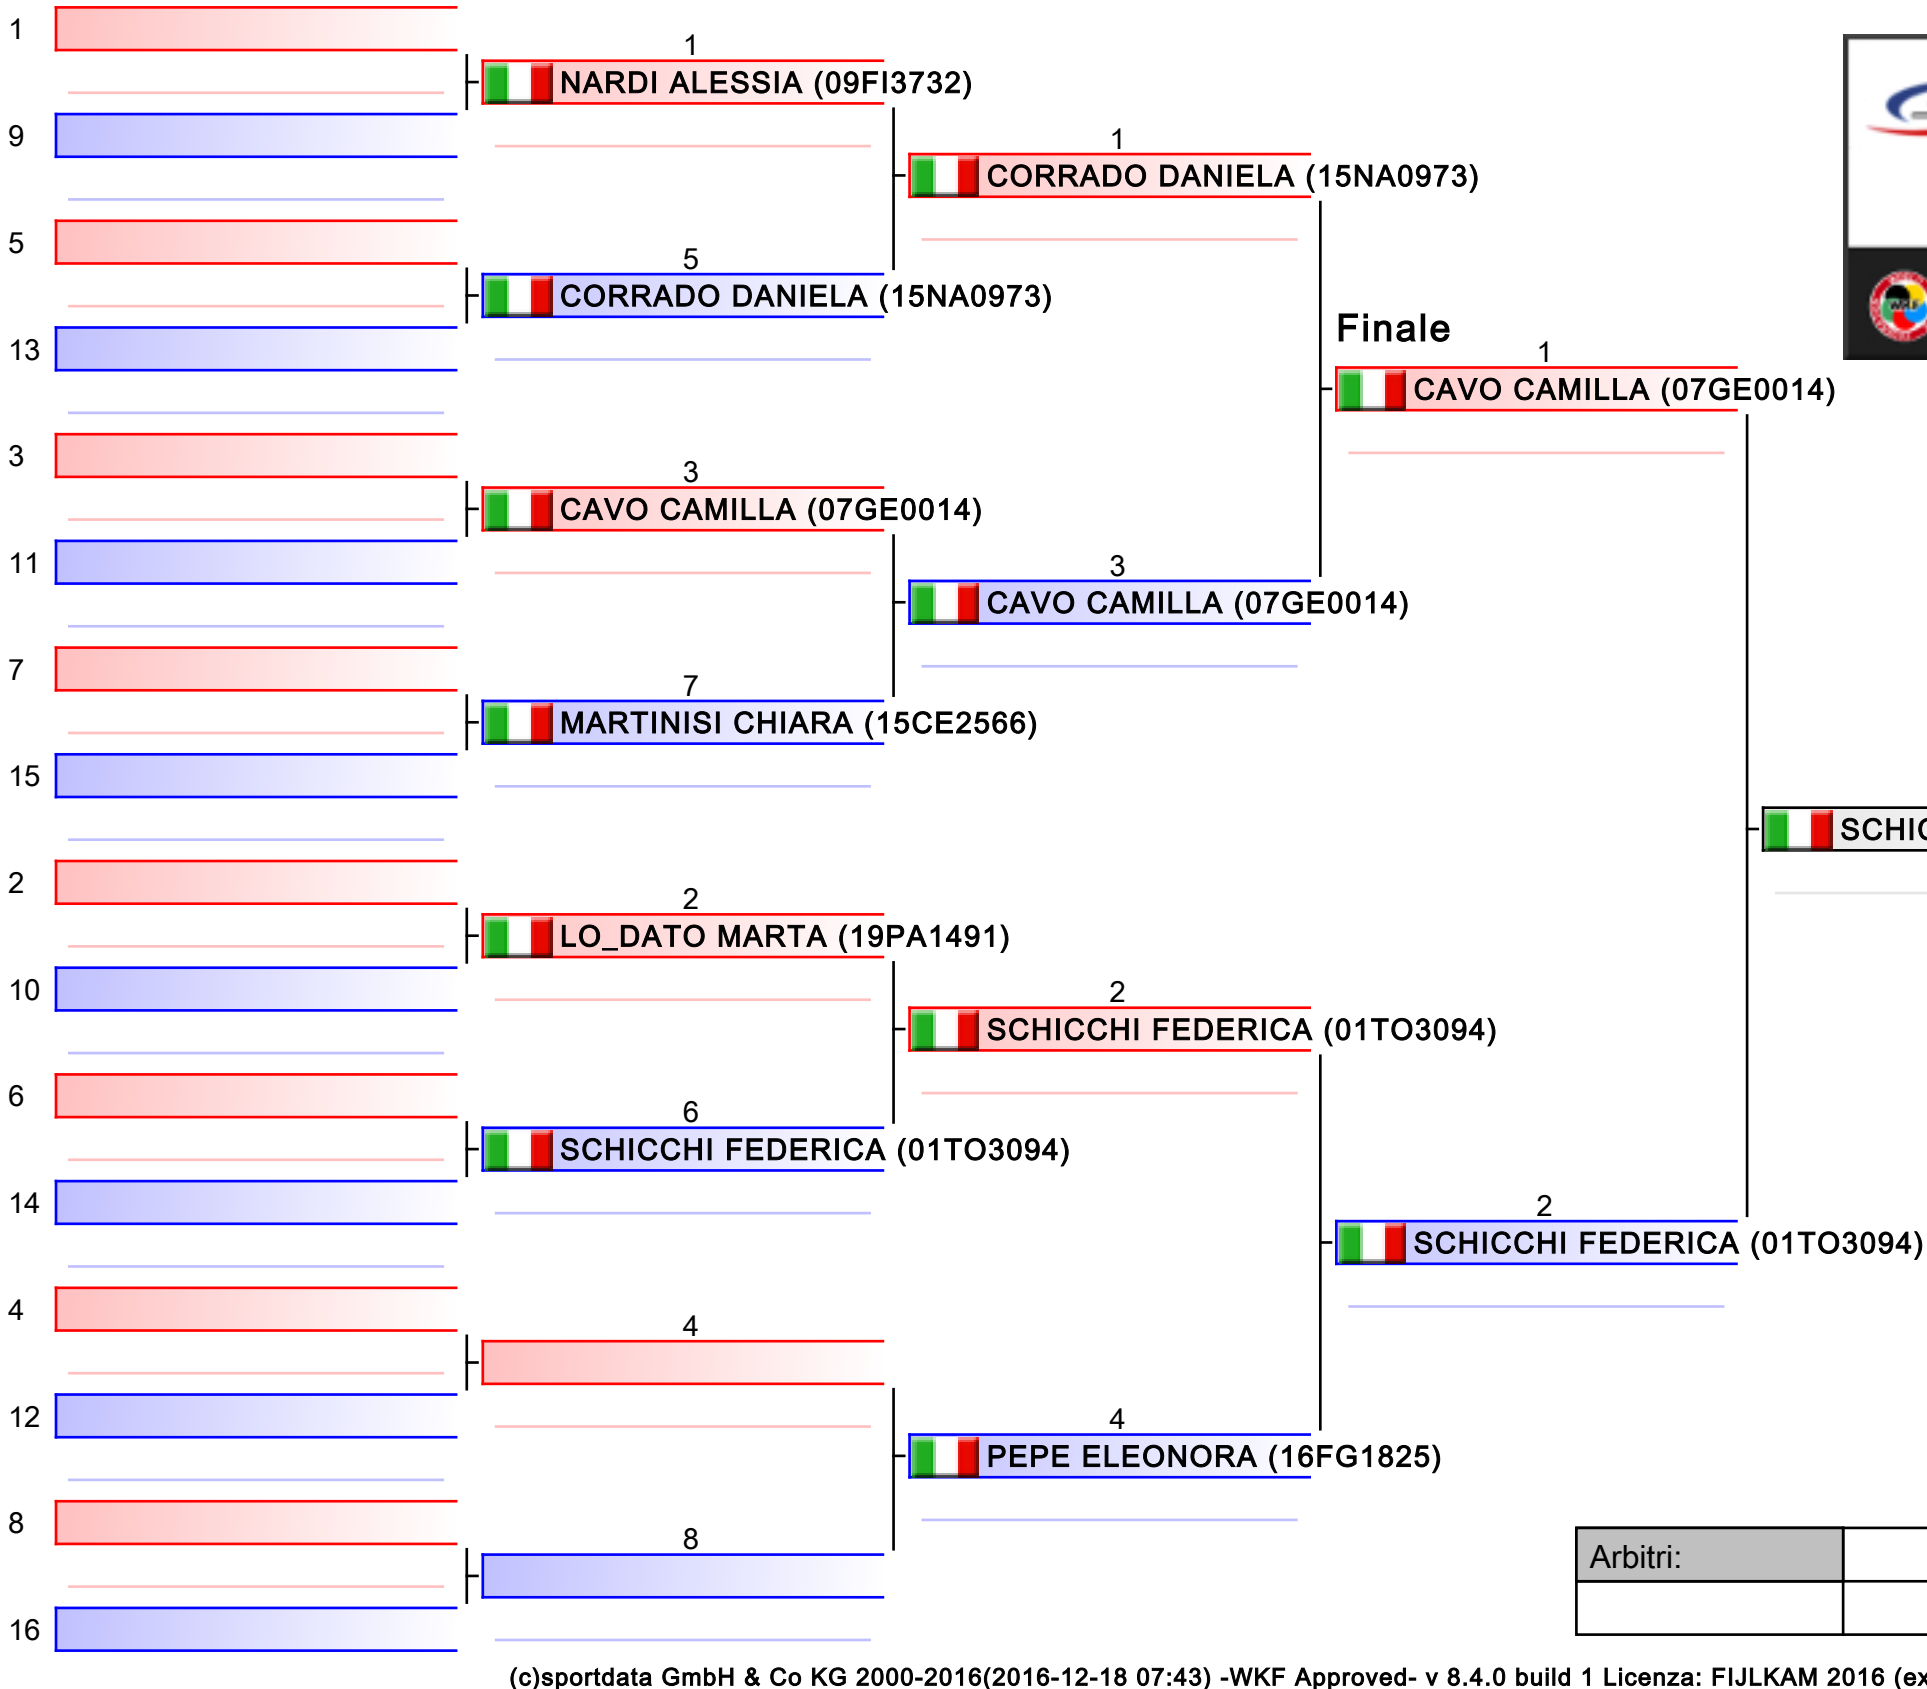 1
9
5
13
3
11
7
15
2
10
6
14
4
12
8
16
1
NARDI ALESSIA (09FI3732)
5
CORRADO DANIELA (15NA0973)
3
CAVO CAMILLA (07GE0014)
7
MARTINISI CHIARA (15CE2566)
2
LO_DATO MARTA (19PA1491)
6
SCHICCHI FEDERICA (01TO3094)
4
8
1
CORRADO DANIELA (15NA0973)
3
CAVO CAMILLA (07GE0014)
2
SCHICCHI FEDERICA (01TO3094)
4
PEPE ELEONORA (16FG1825)
Finale
1
CAVO CAMILLA (07GE0014)
2
SCHICCHI FEDERICA (01TO3094)
Arbitri:
(c)sportdata GmbH & Co KG 2000-2016(2016-12-18 07:43) -WKF Approved- v 8.4.0 build 1 Licenza: FIJLKAM 2016